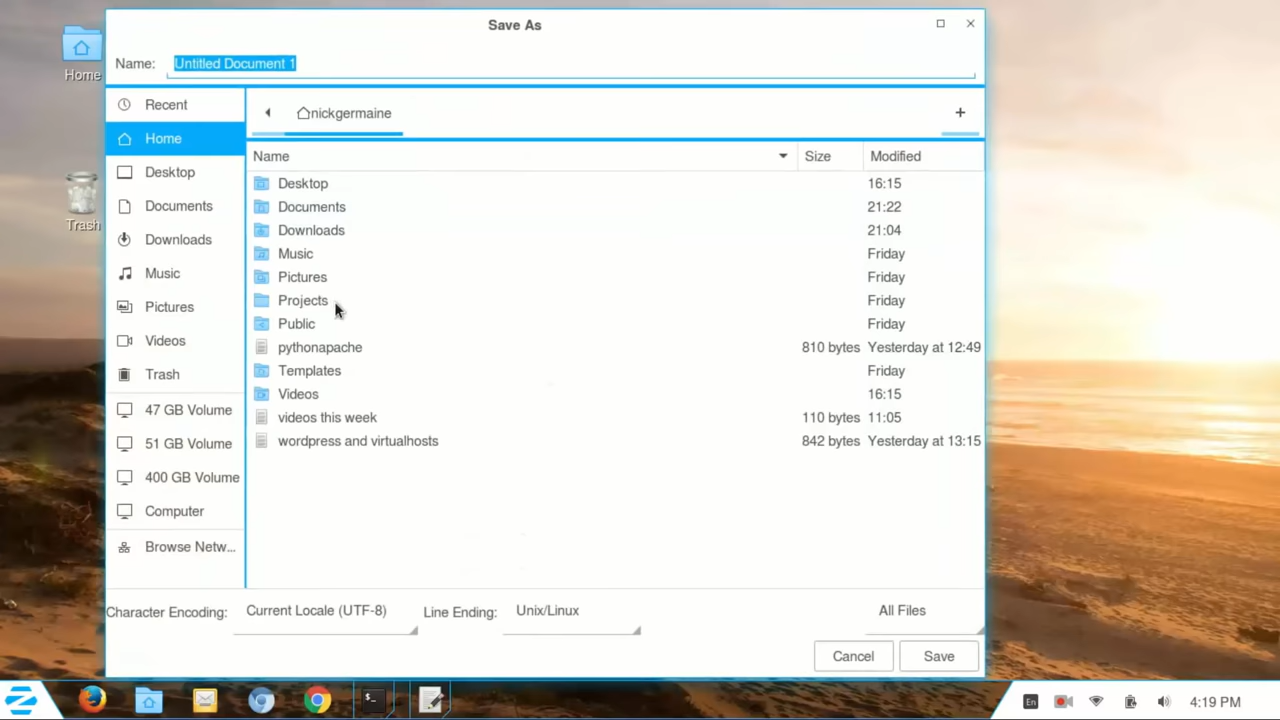 Save As
Home
Trash
Name: Untitled Document 1
Recent
Home
Desktop
Documents
Downloads
Music
Pictures
Videos
Trash
47 GB Volume
51 GB Volume
400 GB Volume
Computer
Browse Netw...
nickgermaine +
Name Size Modified
Desktop 16:15
Documents 21:22
Downloads 21:04
Music Friday
Pictures Friday
Projects Friday
Public Friday
pythonapache 810 bytes Yesterday at 12:49
Templates Friday
Videos 16:15
videos this week 110 bytes 11:05
wordpress and virtualhosts 842 bytes Yesterday at 13:15
Character Encoding: Current Locale (UTF-8) Line Ending: Unix/Linux All Files
Cancel Save
En 4:19 PM